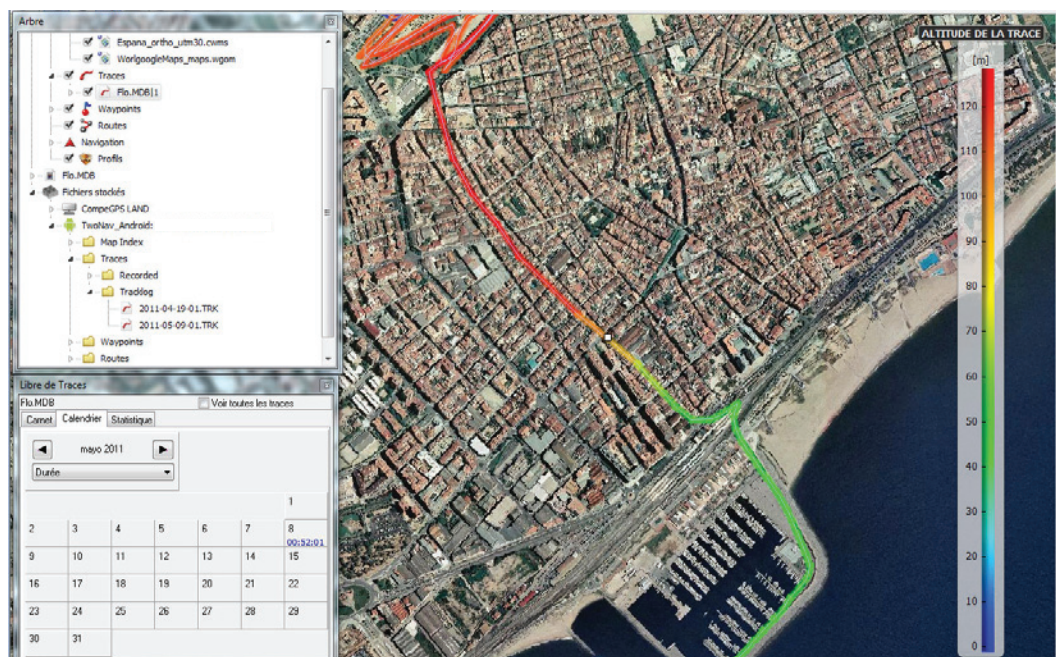 Arbre
Espana_ortho_utm30.cwms
WorlgoogleMaps_maps.wgom
Traces
Flo.MDB|1
Waypoints
Routes
Navigation
Profils
Flo.MDB
Fichiers stockés
CompeGPS LAND
TwoNav_Android:
Map Index
Traces
Recorded
Tracklog
2011-04-19-01.TRK
2011-05-09-01.TRK
Waypoints
Routes
Libre de Traces
Flo.MDB Voir toutes les traces
Carnet Calendrier Statistique
mayo 2011
Durée
1
2 3 4 5 6 7 8
00:52:01
9 10 11 12 13 14 15
16 17 18 19 20 21 22
23 24 25 26 27 28 29
30 31
ALTITUDE DE LA TRACE
[m]
120
110
100
90
80
70
60
50
40
30
20
10
0